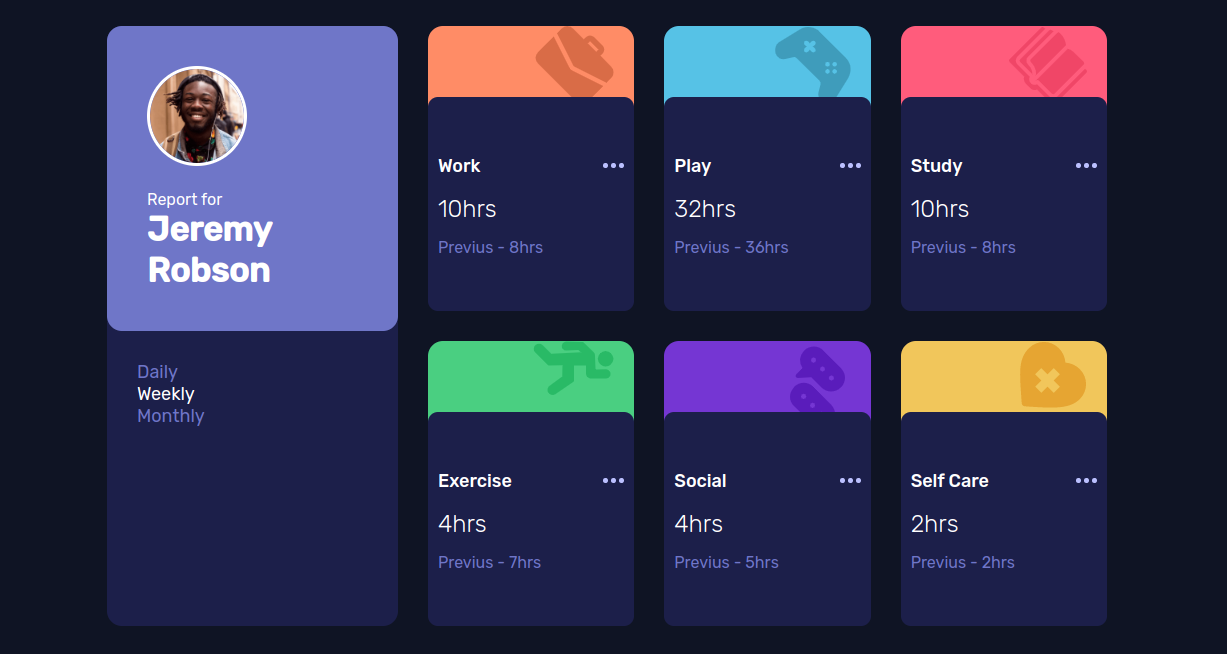 Report for
Jeremy
Robson
Daily
Weekly
Monthly
Work
10hrs
Previus - 8hrs
Play
32hrs
Previus - 36hrs
Study
10hrs
Previus - 8hrs
Exercise
4hrs
Previus - 7hrs
Social
4hrs
Previus - 5hrs
Self Care
2hrs
Previus - 2hrs